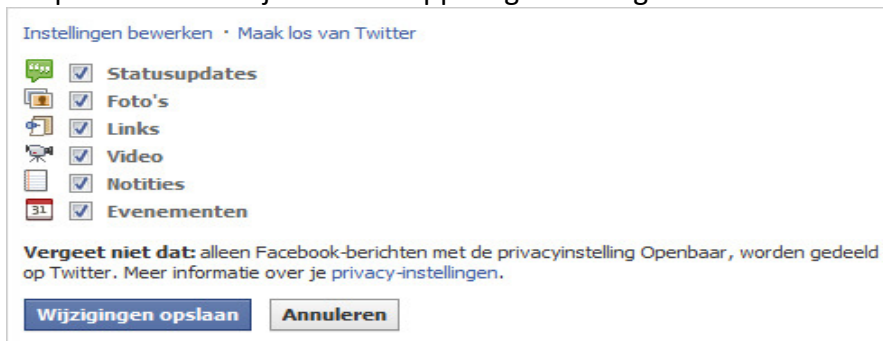 Instellingen bewerken · Maak los van Twitter
Statusupdates
Foto's
Links
Video
Notities
31 Evenementen
Vergeet niet dat: alleen Facebook-berichten met de privacyinstelling Openbaar, worden gedeeld
op Twitter. Meer informatie over je privacy-instellingen.
Wijzigingen opslaan Annuleren